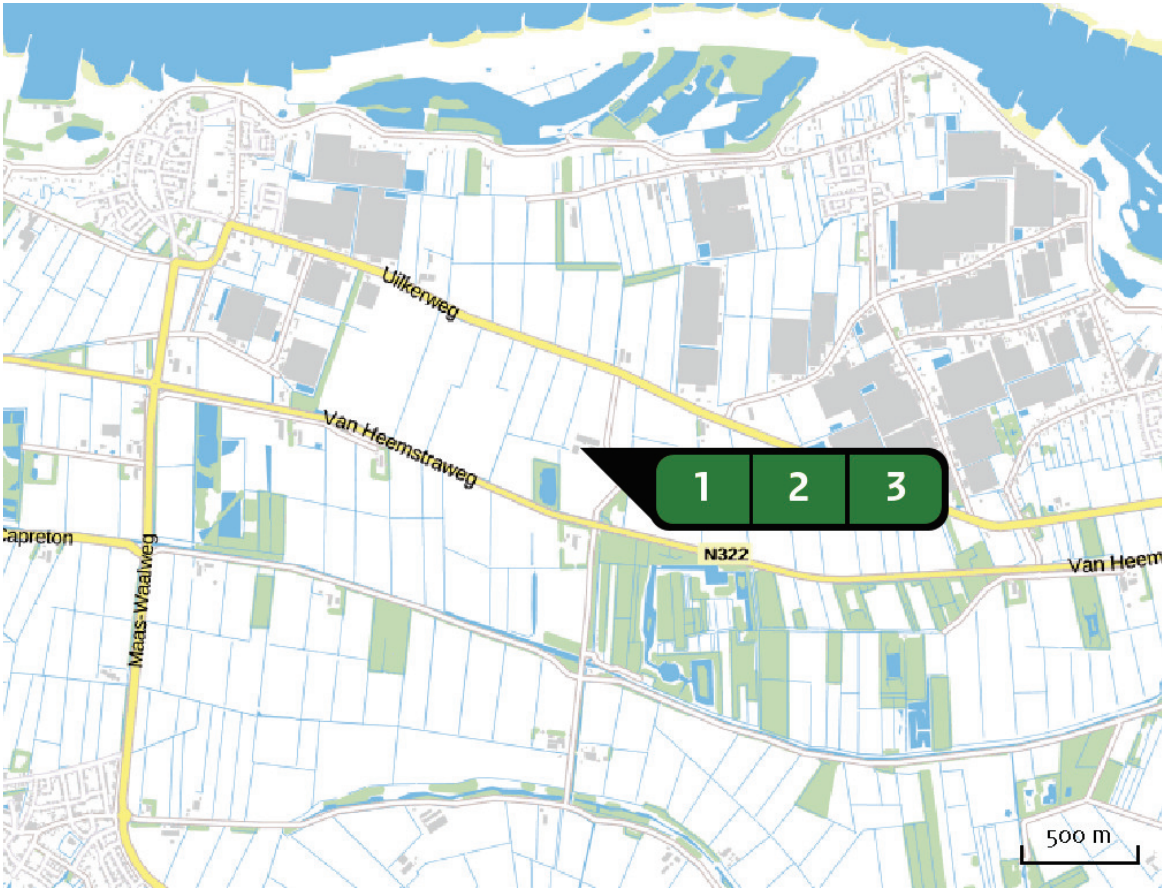 Uilkerweg
Van Heemstraweg
1 2 3
Capreton
N322
Van Heem
Maas-Waalweg
500 m